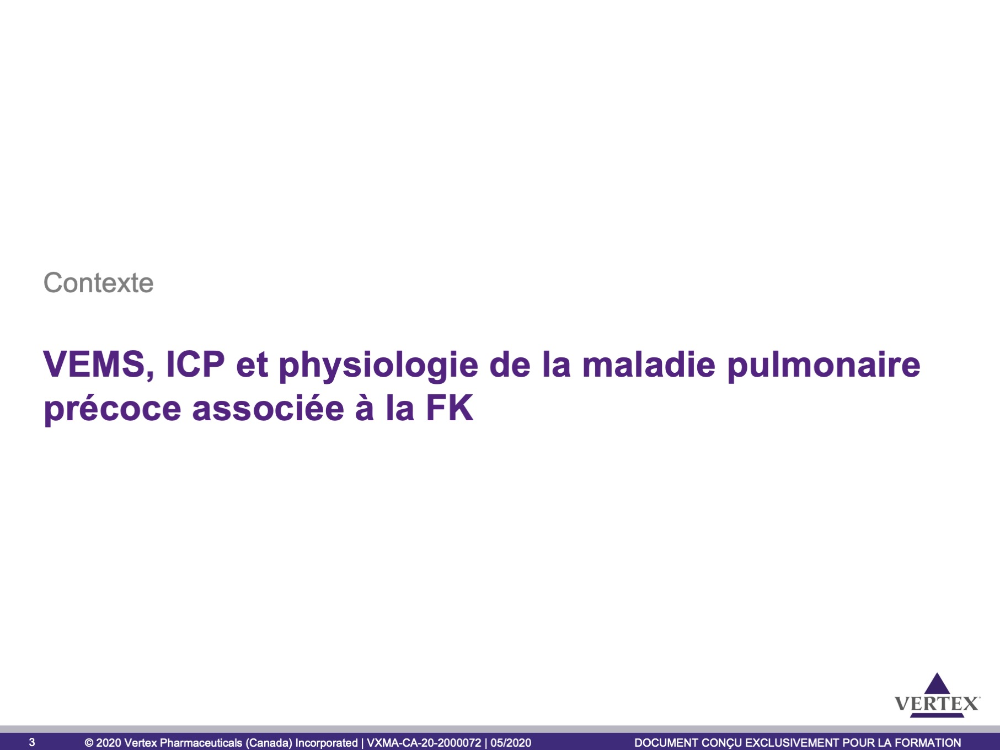 Contexte
VEMS, ICP et physiologie de la maladie pulmonaire
précoce associée à la FK
VERTEX
3 © 2020 Vertex Pharmaceuticals (Canada) Incorporated | VXMA-CA-20-2000072 | 05/2020 DOCUMENT CONÇU EXCLUSIVEMENT POUR LA FORMATION